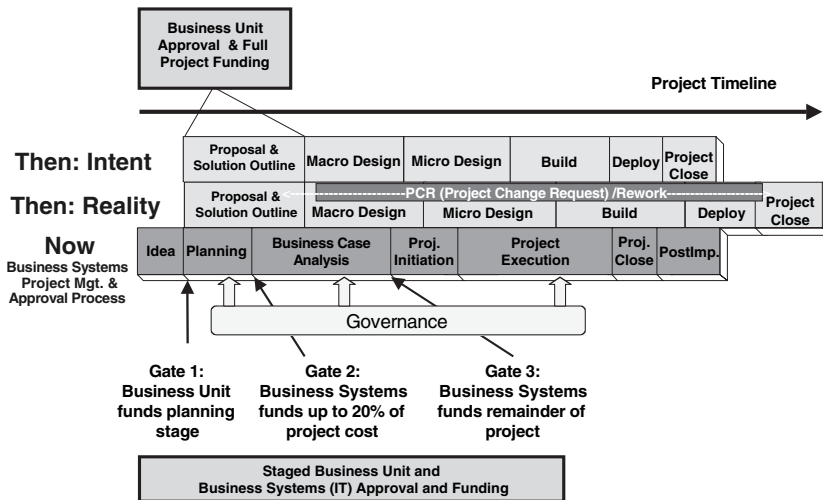 Business Unit
Approval & Full
Project Funding
Project Timeline
Then: Intent
Proposal &
Solution Outline
Macro Design
Micro Design
Build
Deploy
Project
Close
Then: Reality
Proposal &
Solution Outline
PCR (Project Change Request) /Rework
Macro Design
Micro Design
Build
Deploy
Project
Close
Now
Business Systems
Project Mgt. &
Approval Process
Idea
Planning
Business Case
Analysis
Proj.
Initiation
Project
Execution
Proj.
Close
PostImp.
Governance
Gate 1:
Business Unit
funds planning
stage
Gate 2:
Business Systems
funds up to 20% of
project cost
Gate 3:
Business Systems
funds remainder of
project
Staged Business Unit and
Business Systems (IT) Approval and Funding